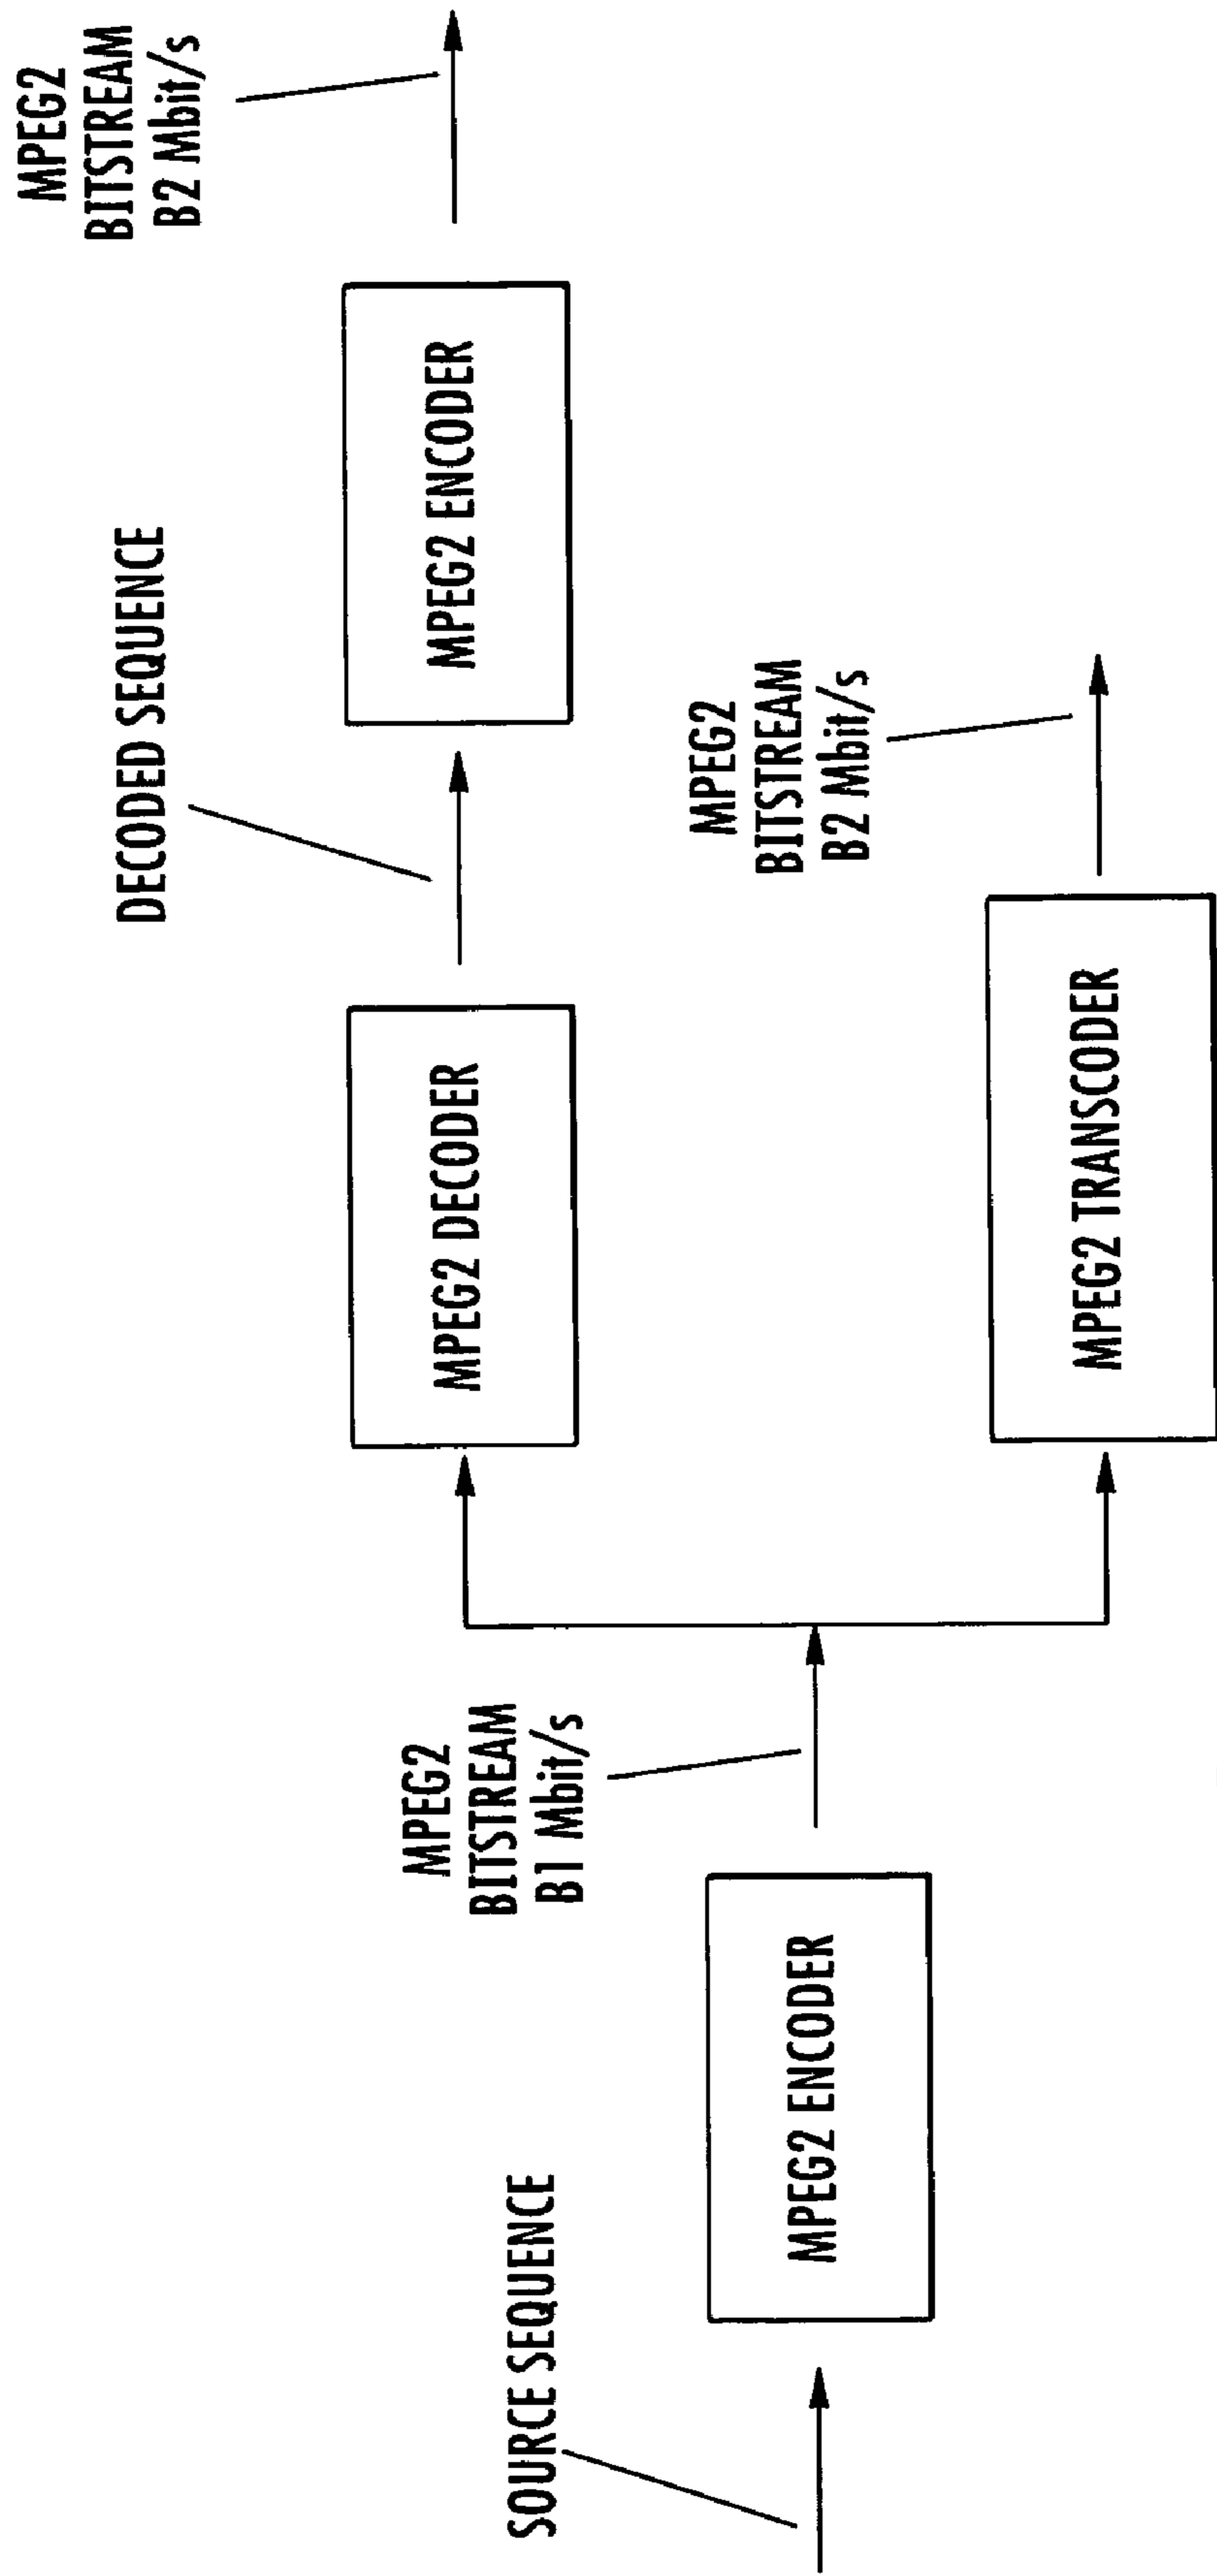 SOURCE SEQUENCE
MPEG2 ENCODER
MPEG2
BITSTREAM
B1 Mbit/s
MPEG2 DECODER
DECODED SEQUENCE
MPEG2 ENCODER
MPEG2
BITSTREAM
B2 Mbit/s
MPEG2 TRANSCODER
MPEG2
BITSTREAM
B2 Mbit/s